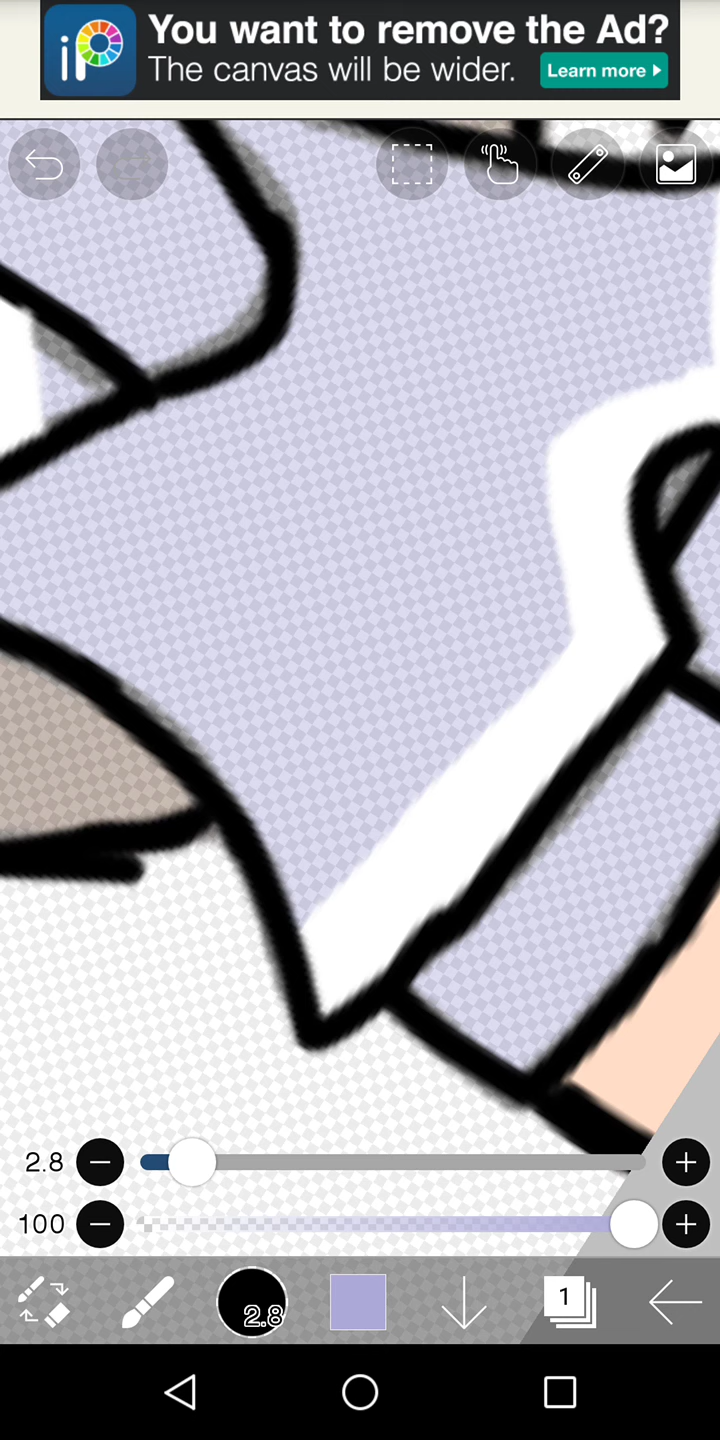 iP
You want to remove the Ad?
The canvas will be wider.
Learn more
2.8
100
2.8
1